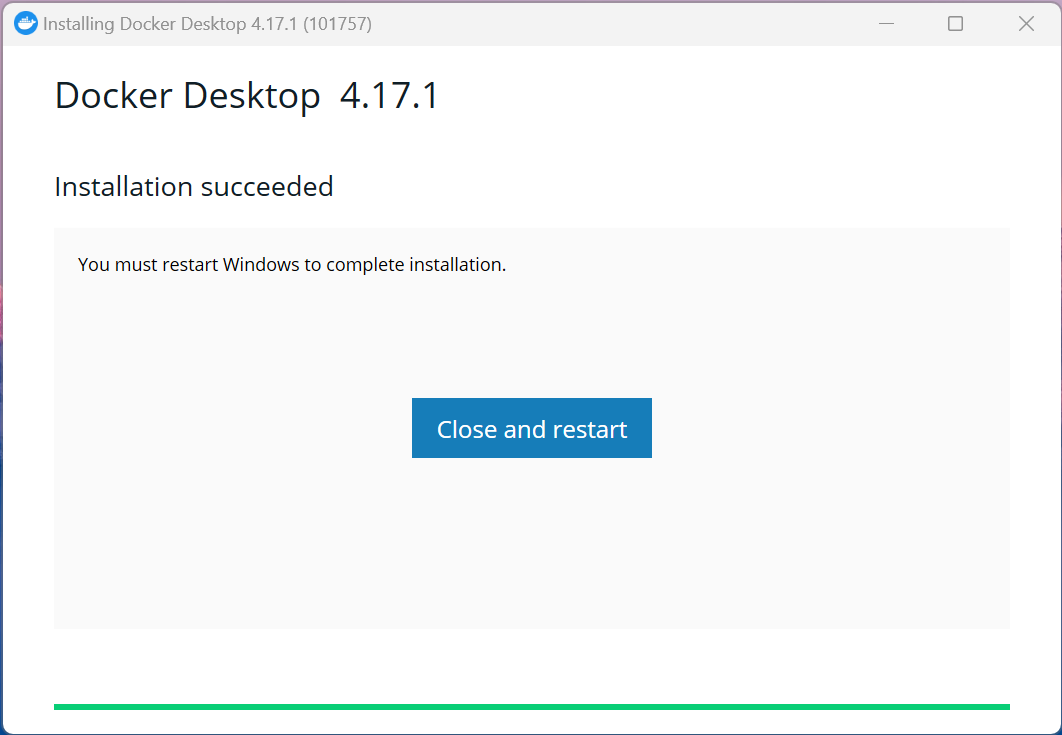 Installing Docker Desktop 4.17.1 (101757)
Docker Desktop 4.17.1
Installation succeeded
You must restart Windows to complete installation.
Close and restart